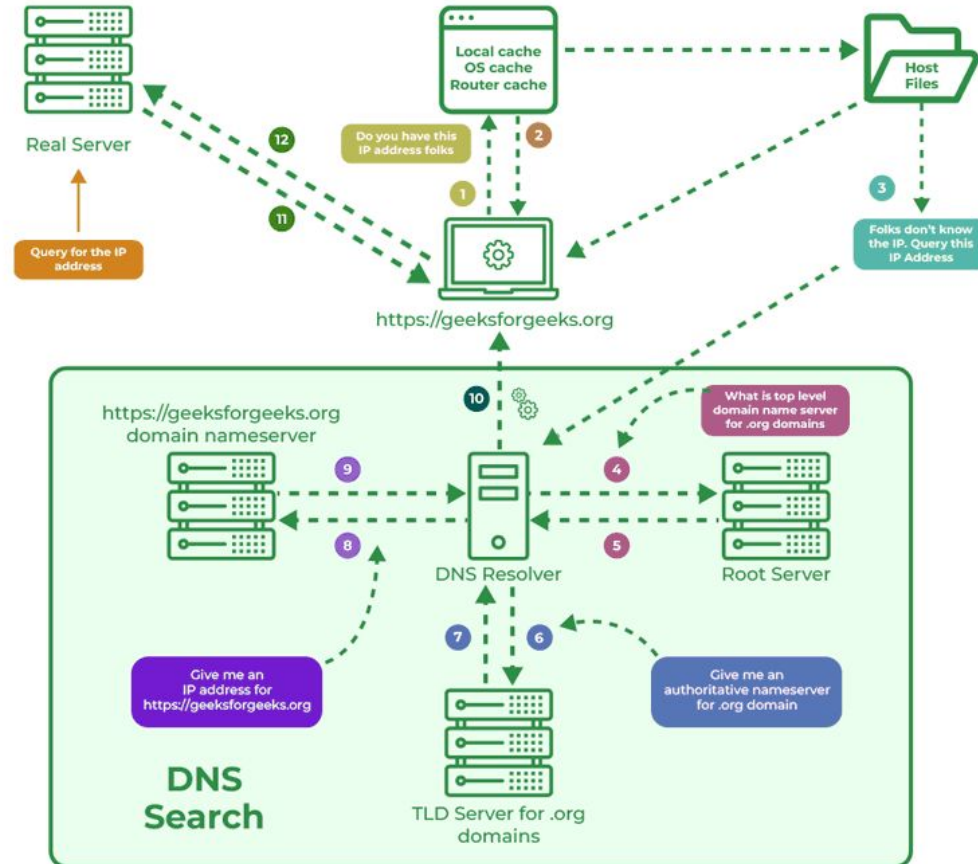 Local cache
OS cache
Router cache
Host
Files
Real Server
Do you have this
IP address folks
12
2
1
3
11
Query for the IP
address
Folks don't know
the IP. Query this
IP Address
https://geeksforgeeks.org
10
What is top level
domain name server
for .org domains
https://geeksforgeeks.org
domain nameserver
9
4
8
5
DNS Resolver
Root Server
7
6
Give me an
IP address for
https://geeksforgeeks.org
Give me an
authoritative nameserver
for .org domain
DNS
Search
TLD Server for .org
domains